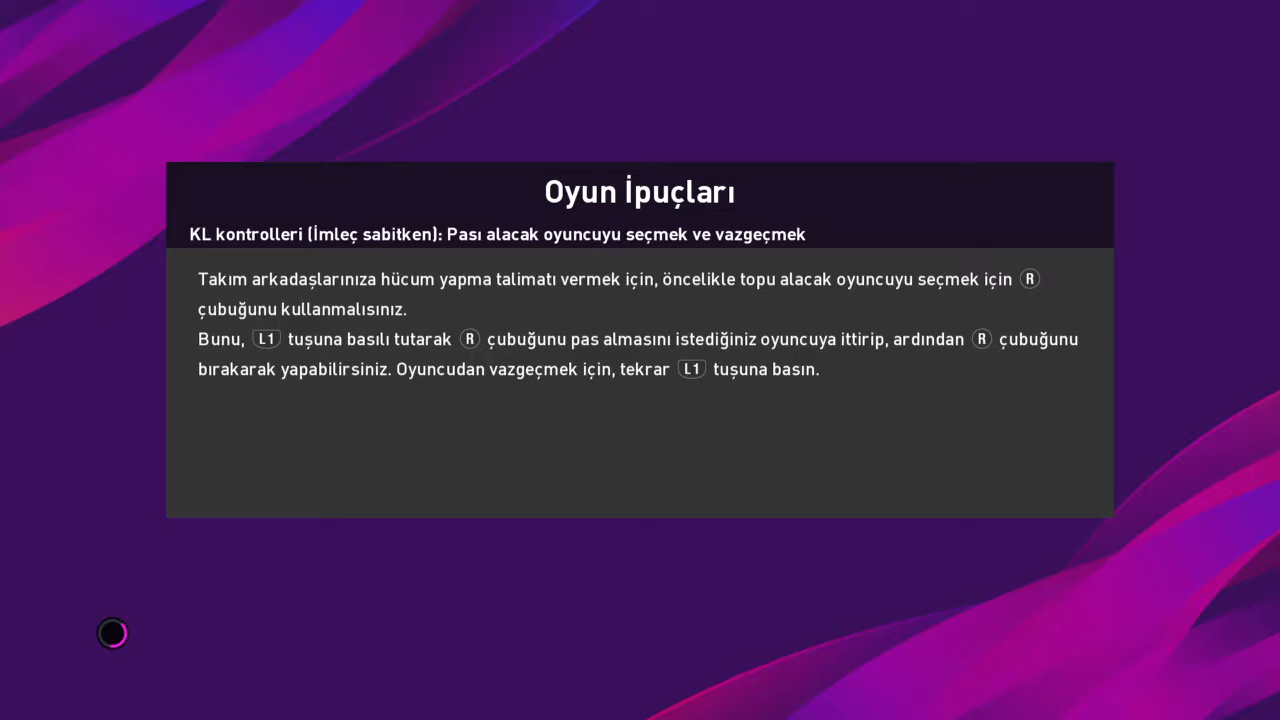 Oyun İpuçları
KL kontrolleri (İmleç sabitken): Pası alacak oyuncuyu seçmek ve vazgeçmek
Takım arkadaşlarınıza hücum yapma talimatı vermek için, öncelikle topu alacak oyuncuyu seçmek için R
çubuğunu kullanmalısınız.
Bunu, L1 tuşuna basılı tutarak R çubuğunu pas almasını istediğiniz oyuncuya ittirip, ardından R çubuğunu
bırakarak yapabilirsiniz. Oyuncudan vazgeçmek için, tekrar L1 tuşuna basın.